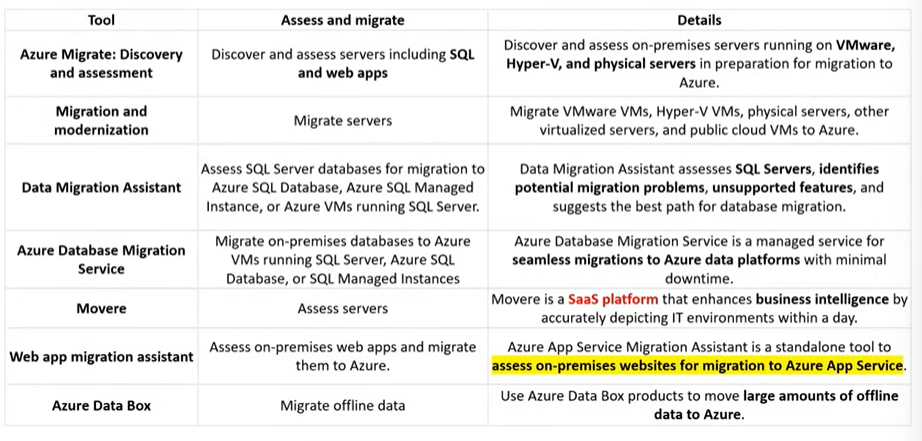 Tool
Assess and migrate
Details
Azure Migrate: Discovery
and assessment
Discover and assess servers including SQL
and web apps
Discover and assess on-premises servers running on VMware,
Hyper-V, and physical servers in preparation for migration to
Azure.
Migration and
modernization
Migrate servers
Migrate VMware VMs, Hyper-V VMs, physical servers, other
virtualized servers, and public cloud VMs to Azure.
Data Migration Assistant
Assess SQL Server databases for migration to
Azure SQL Database, Azure SQL Managed
Instance, or Azure VMs running SQL Server.
Data Migration Assistant assesses SQL Servers, identifies
potential migration problems, unsupported features, and
suggests the best path for database migration.
Azure Database Migration
Service
Migrate on-premises databases to Azure
VMs running SQL Server, Azure SQL
Database, or SQL Managed Instances
Azure Database Migration Service is a managed service for
seamless migrations to Azure data platforms with minimal
downtime.
Movere
Assess servers
Movere is a SaaS platform that enhances business intelligence by
accurately depicting IT environments within a day.
Web app migration assistant
Assess on-premises web apps and migrate
them to Azure.
Azure App Service Migration Assistant is a standalone tool to
assess on-premises websites for migration to Azure App Service.
Azure Data Box
Migrate offline data
Use Azure Data Box products to move large amounts of offline
data to Azure.